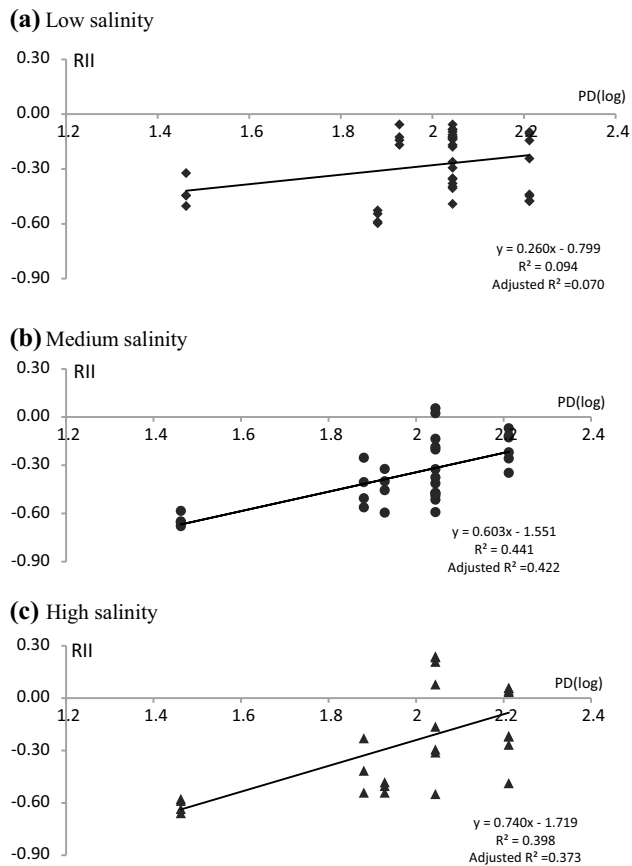 (a) Low salinity
RII
0.30
PD(log)
0.00
1.2 1.4 1.6 1.8 2 2.2 2.4
-0.30
-0.60
-0.90
y = 0.260x - 0.799
R² = 0.094
Adjusted R² =0.070
(b) Medium salinity
RII
0.30
PD(log)
0.00
1.2 1.4 1.6 1.8 2 2.2 2.4
-0.30
-0.60
-0.90
y = 0.603x - 1.551
R² = 0.441
Adjusted R² =0.422
(c) High salinity
RII
0.30
PD(log)
0.00
1.2 1.4 1.6 1.8 2 2.2 2.4
-0.30
-0.60
-0.90
y = 0.740x - 1.719
R² = 0.398
Adjusted R² =0.373